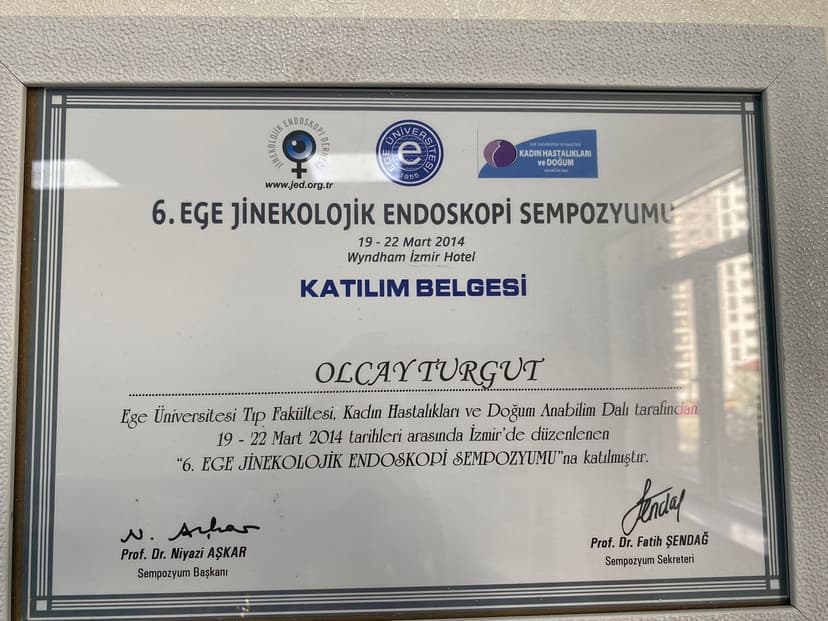 JİNEKOLOJİK ENDOSKOPİ
www.jed.org.tr
EGE ÜNİVERSİTESİ
e
1955
KADIN HASTALIKLARI
ve DOĞUM
6. EGE JİNEKOLOJİK ENDOSKOPİ SEMPOZYUMU
19 - 22 Mart 2014
Wyndham İzmir Hotel
KATILIM BELGESİ
OLCAY TURGUT
Ege Üniversitesi Tıp Fakültesi, Kadın Hastalıkları ve Doğum Anabilim Dalı tarafından
19 - 22 Mart 2014 tarihleri arasında İzmir'de düzenlenen
“6. EGE JİNEKOLOJİK ENDOSKOPİ SEMPOZYUMU”na katılmıştır.
N. Aşkar
Şendağ
Prof. Dr. Niyazi AŞKAR
Prof. Dr. Fatih ŞENDAĞ
Sempozyum Başkanı
Sempozyum Sekreteri